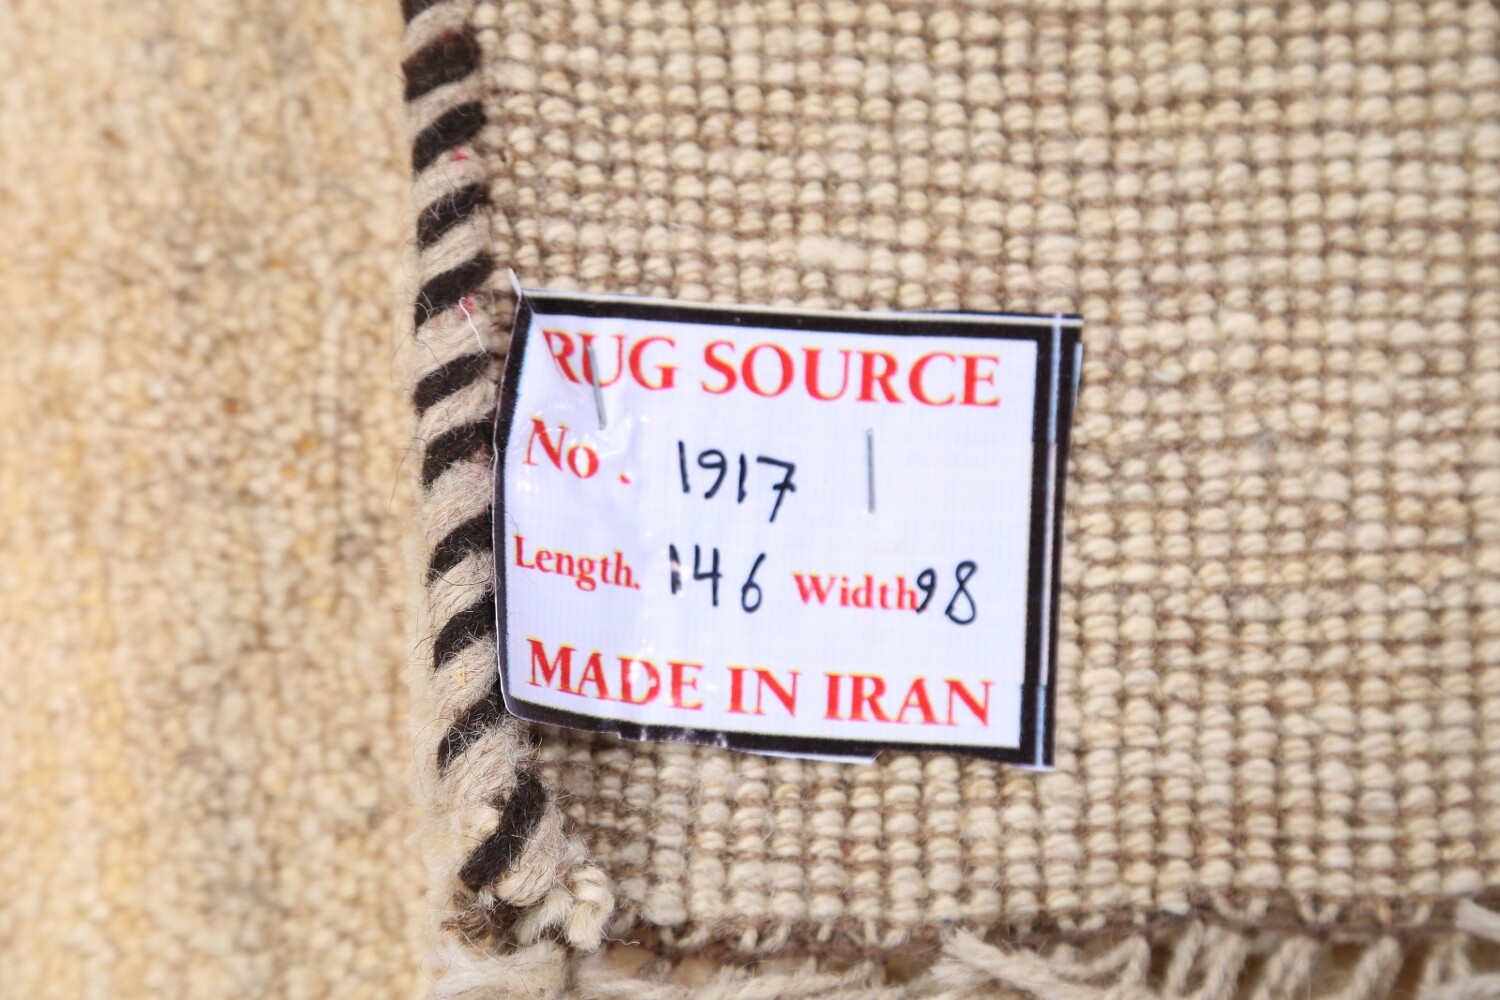 RUG SOURCE
No. 1917
Length. 146 Width 98
MADE IN IRAN